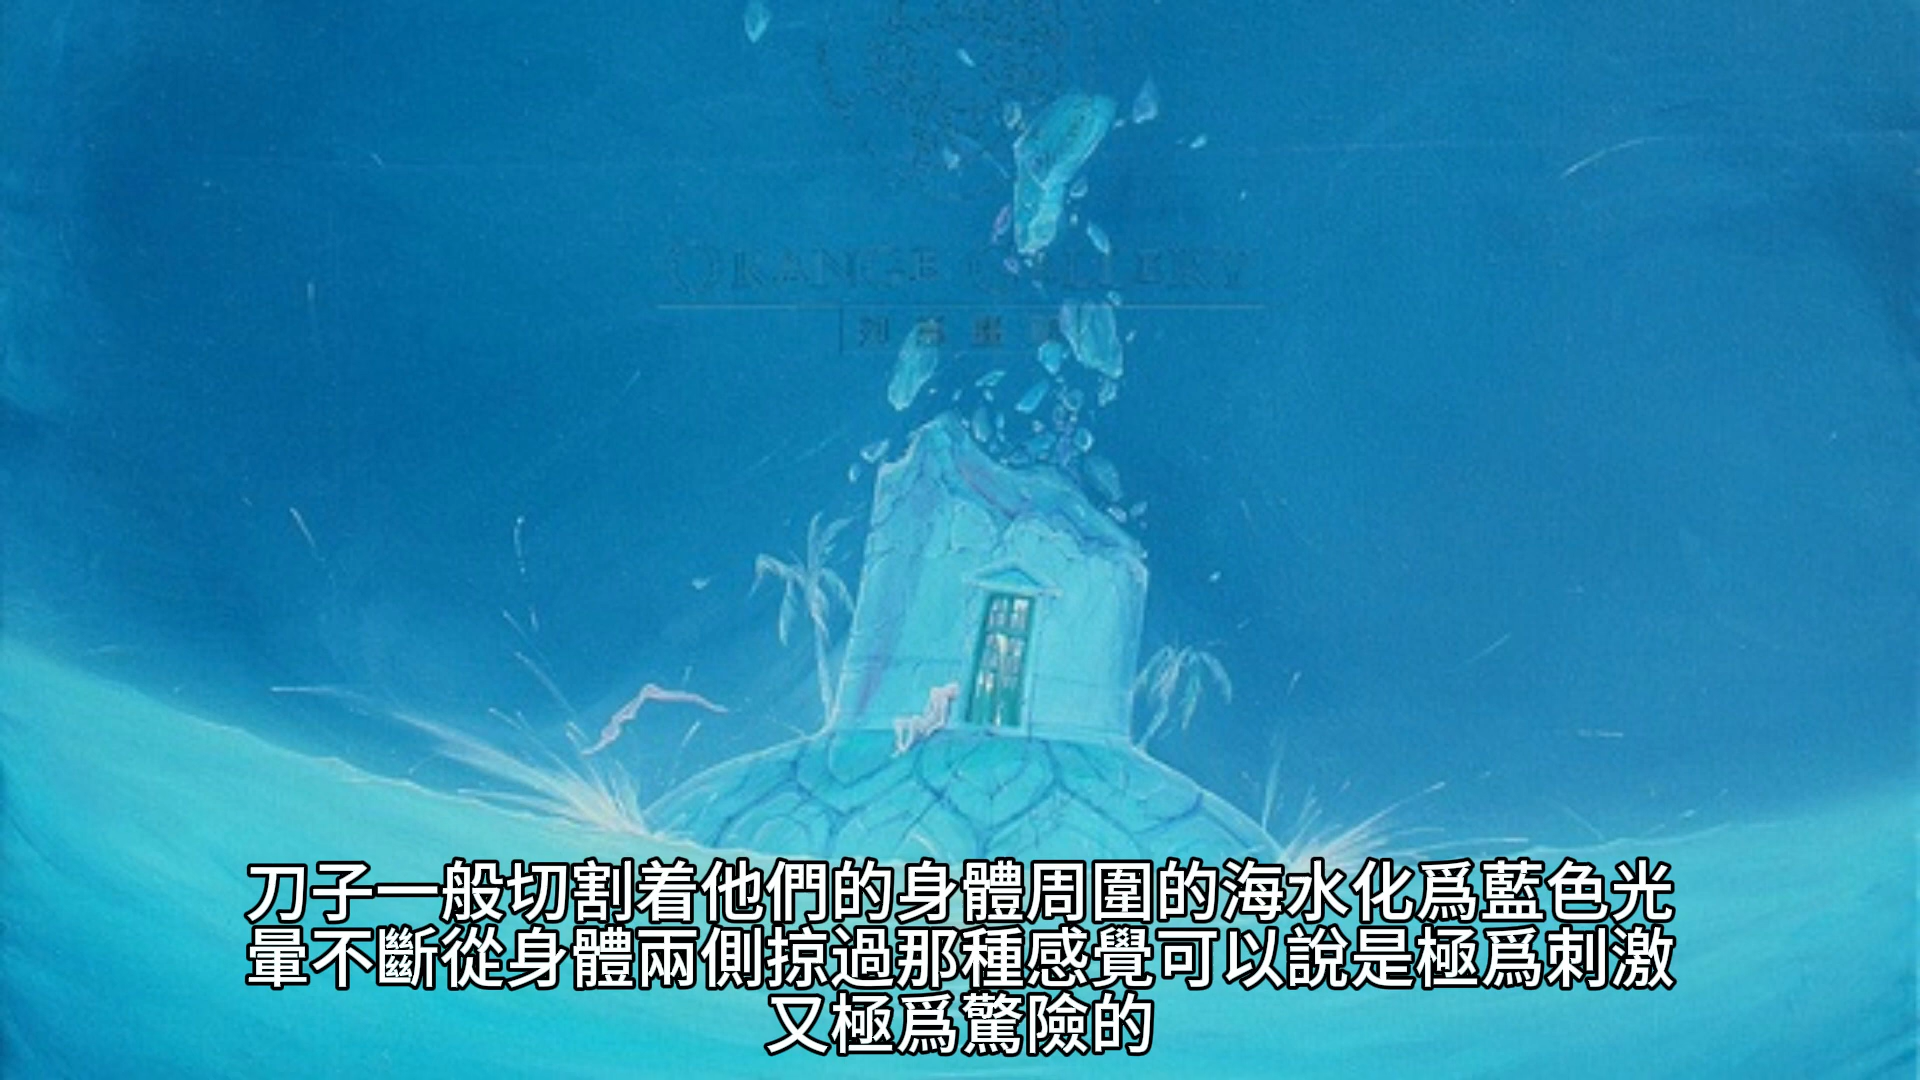 ORANGE GALLERY
刀子一般切割着他們的身體周圍的海水化爲藍色光
暈不斷從身體兩側掠過那種感覺可以說是極爲刺激
又極爲驚險的